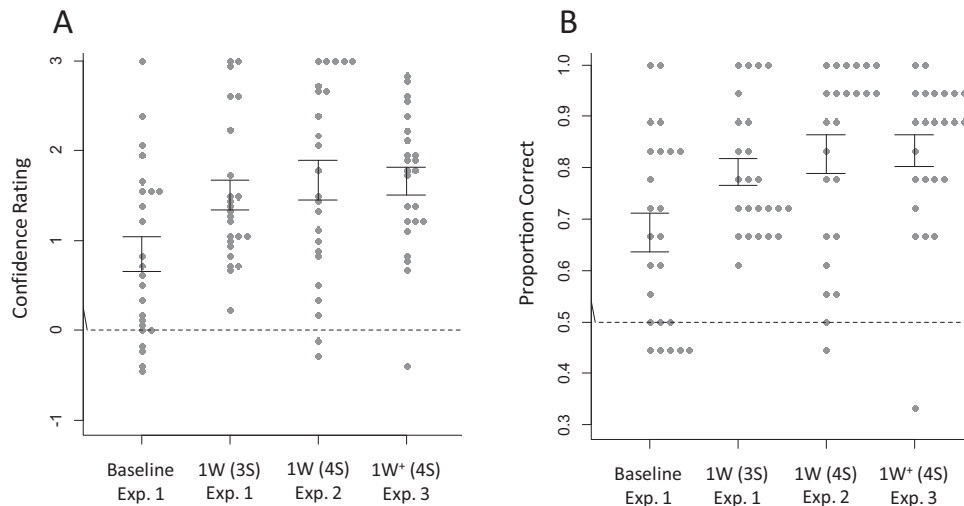 A
Confidence Rating
3
2
1
0
-1
Baseline
Exp. 1
1W (3S)
Exp. 1
1W (4S)
Exp. 2
1W⁺ (4S)
Exp. 3
B
Proportion Correct
1.0
0.9
0.8
0.7
0.6
0.5
0.4
0.3
Baseline
Exp. 1
1W (3S)
Exp. 1
1W (4S)
Exp. 2
1W⁺ (4S)
Exp. 3